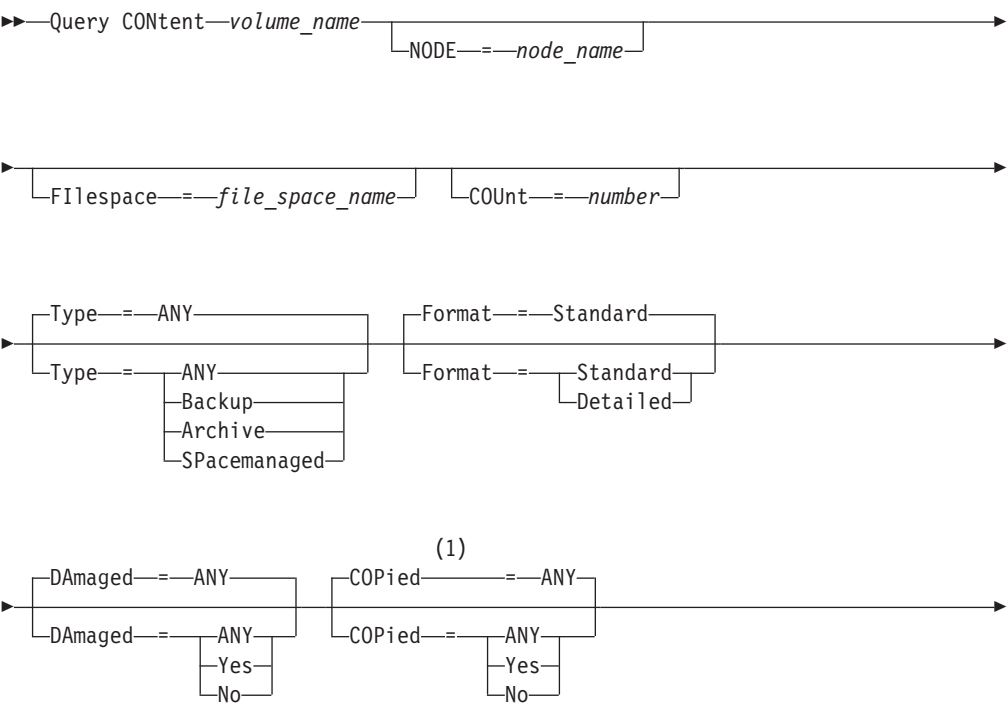 Query CONtent volume_name
NODE = node_name
FIlespace = file_space_name COUnt = number
Type = ANY Format = Standard
Type = ANY Format = Standard
Backup Detailed
Archive
SPacemanaged
(1)
DAmaged = ANY COPied = ANY
DAmaged = ANY COPied = ANY
Yes Yes
No No